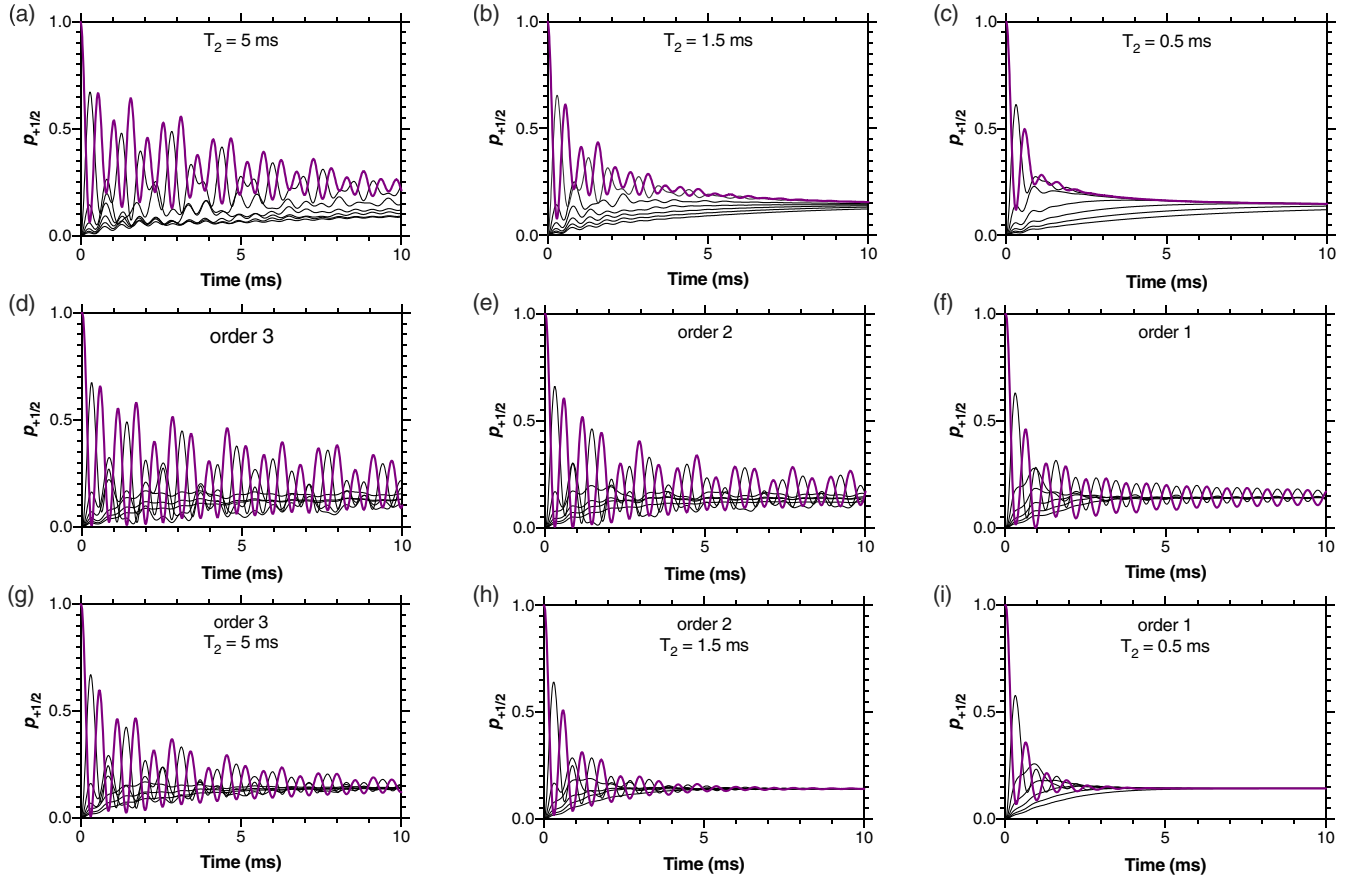 (a)
1.0
T2 = 5 ms
p+1/2
0.5
0.0
0
5
10
Time (ms)
(b)
1.0
T2 = 1.5 ms
p+1/2
0.5
0.0
0
5
10
Time (ms)
(c)
1.0
T2 = 0.5 ms
p+1/2
0.5
0.0
0
5
10
Time (ms)
(d)
1.0
order 3
p+1/2
0.5
0.0
0
5
10
Time (ms)
(e)
1.0
order 2
p+1/2
0.5
0.0
0
5
10
Time (ms)
(f)
1.0
order 1
p+1/2
0.5
0.0
0
5
10
Time (ms)
(g)
1.0
order 3
T2 = 5 ms
p+1/2
0.5
0.0
0
5
10
Time (ms)
(h)
1.0
order 2
T2 = 1.5 ms
p+1/2
0.5
0.0
0
5
10
Time (ms)
(i)
1.0
order 1
T2 = 0.5 ms
p+1/2
0.5
0.0
0
5
10
Time (ms)